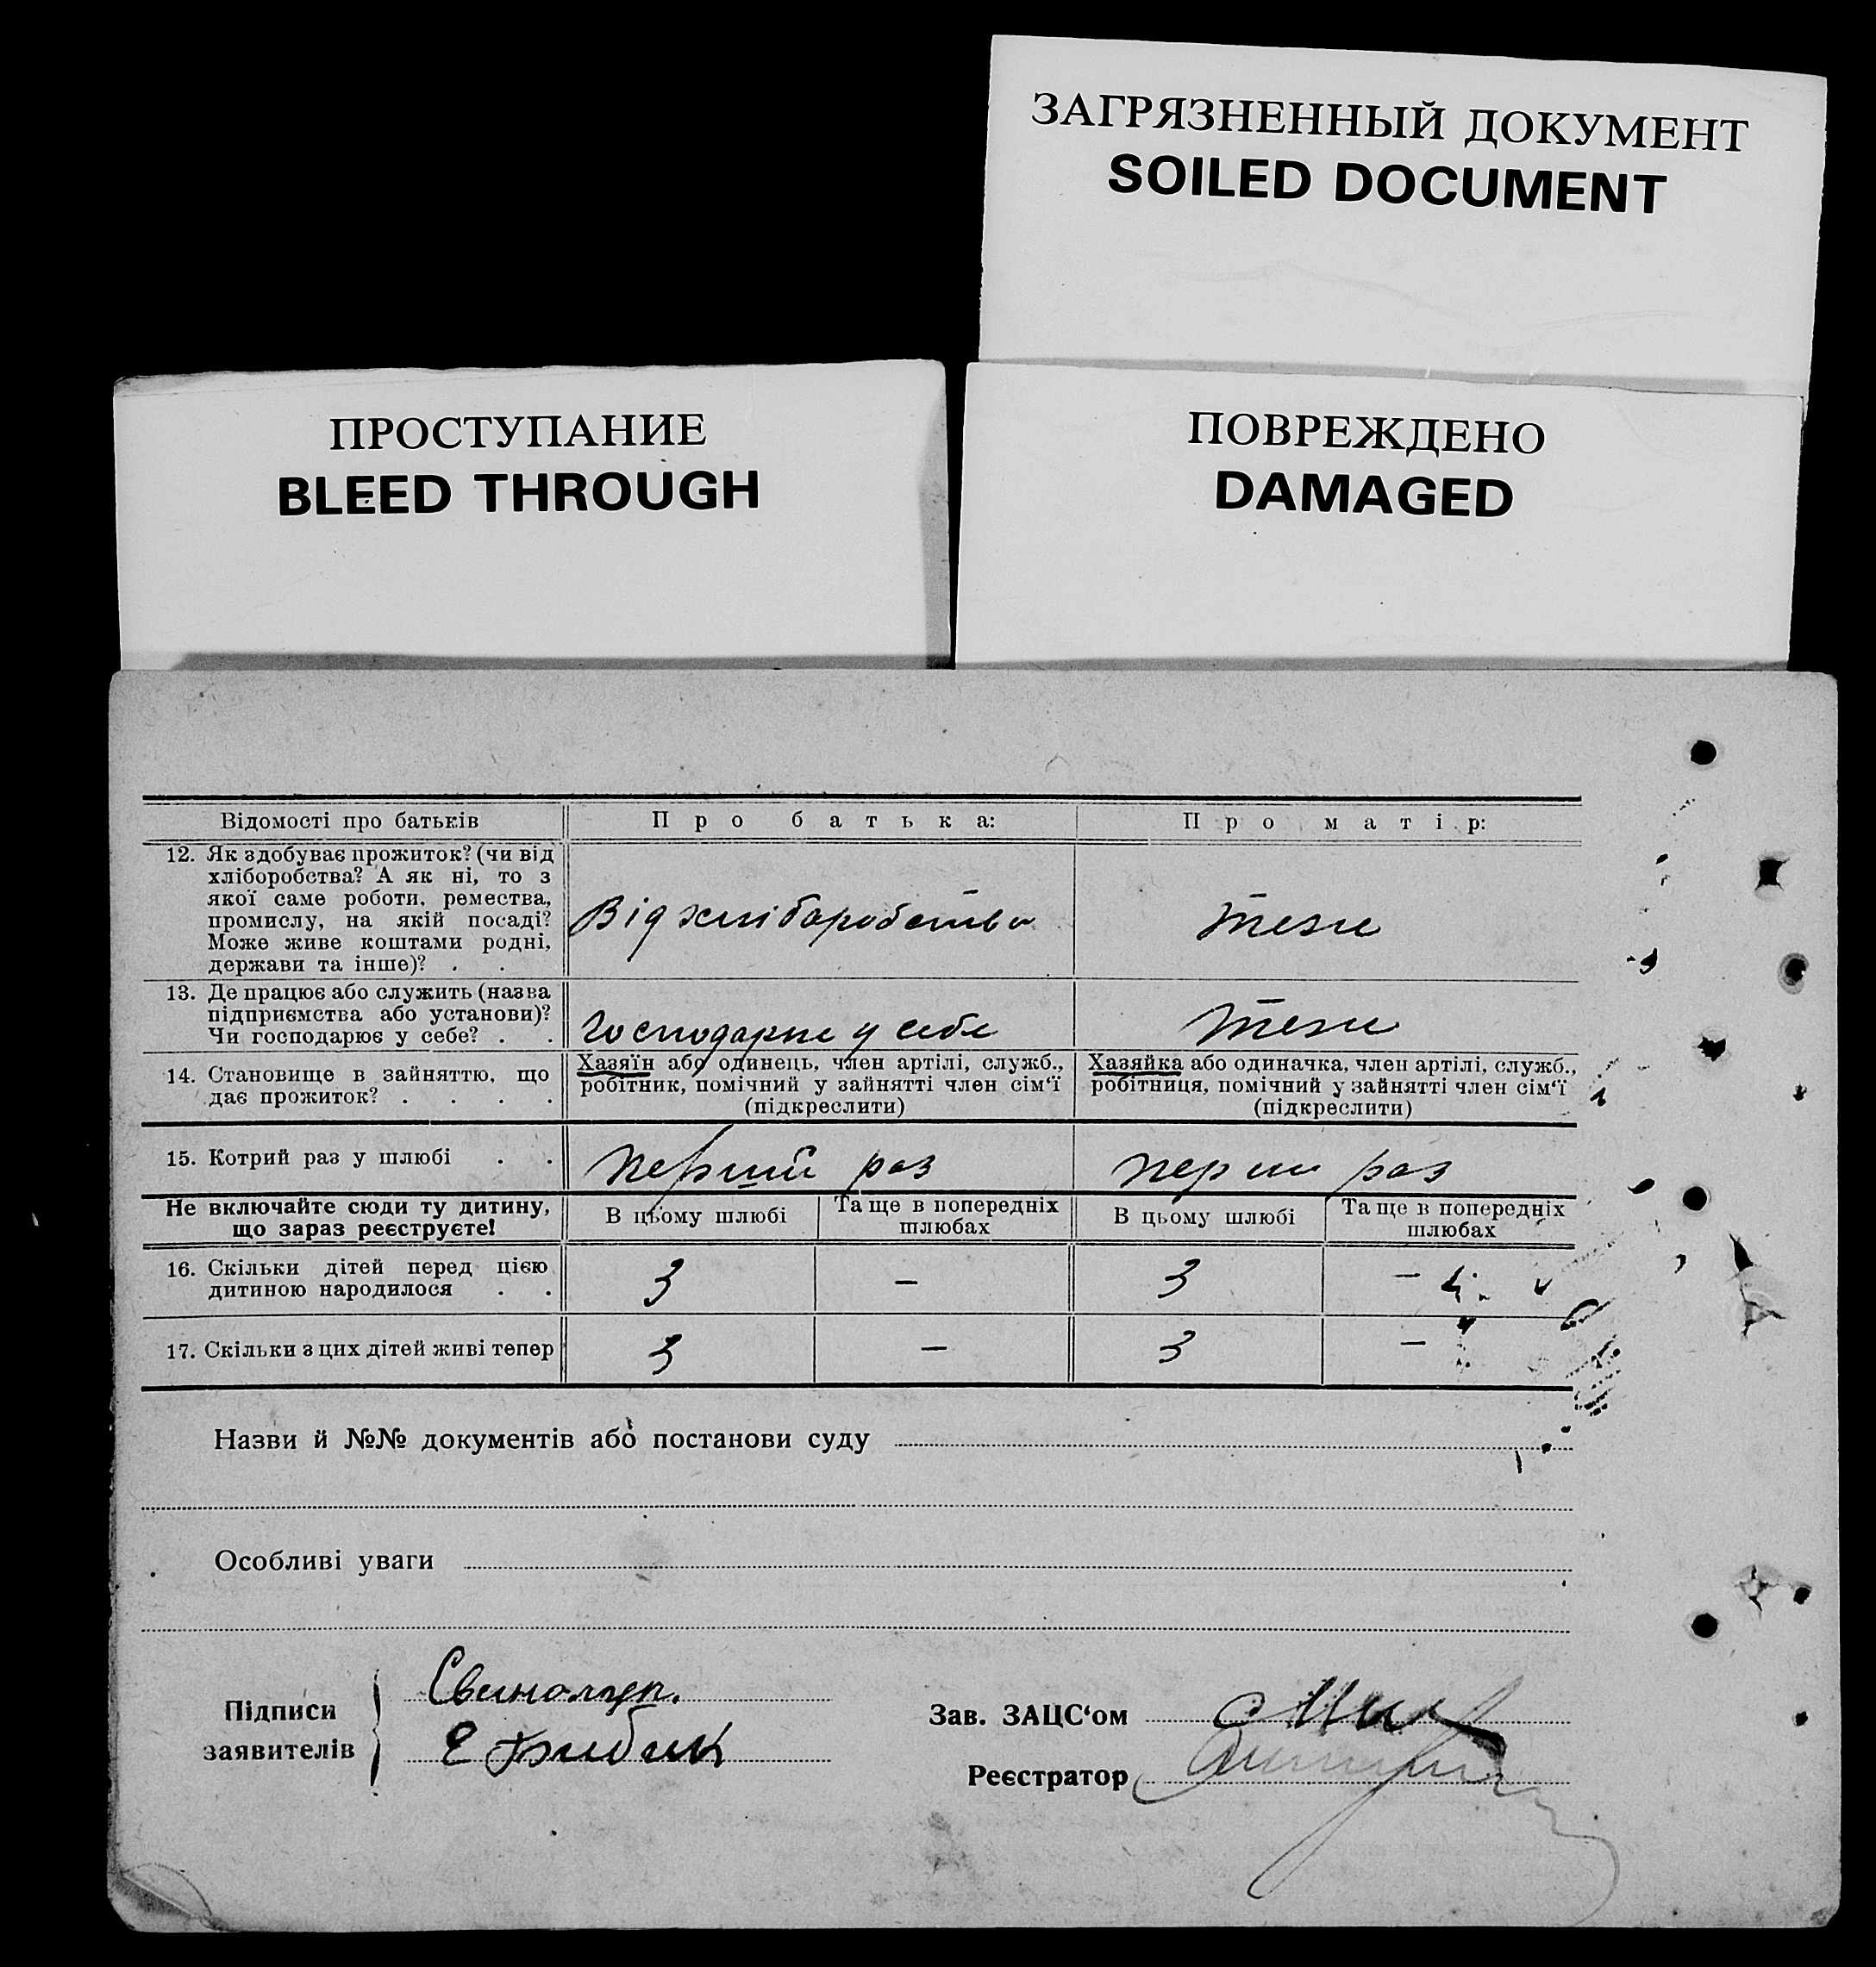 ЗАГРЯЗНЕННЫЙ ДОКУМЕНТ
SOILED DOCUMENT
ПРОСТУПАНИЕ
BLEED THROUGH
ПОВРЕЖДЕНО
DAMAGED
Відомості про батьків
Про батька:
Про матір:
12. Як здобуває прожиток? (чи від
хліборобства? А як ні, то з
якої саме роботи, ремества,
промислу, на якій посаді?
Може живе коштами родні,
держави та інше)? . .
Від хліборобства
теж
13. Де працює або служить (назва
підприємства або установи)?
Чи господарює у себе? . .
Господарює у себе
теж
14. Становище в зайняттю, що
дає прожиток? . . . .
Хазяїн або одинець, член артілі, служб.,
робітник, помічний у зайнятті член сім'ї
(підкреслити)
Хазяйка або одиначка, член артілі, служб.,
робітниця, помічний у зайнятті член сім'ї
(підкреслити)
15. Котрий раз у шлюбі . .
перший раз
перши раз
Не включайте сюди ту дитину,
що зараз реєструєте!
В цьому шлюбі
Та ще в попередніх
шлюбах
В цьому шлюбі
Та ще в попередніх
шлюбах
16. Скільки дітей перед цією
дитиною народилося . .
3 — 3 —
17. Скільки з цих дітей живі тепер
3 — 3 —
Назви й №№ документів або постанови суду
Особливі уваги
Підписи
заявителів
Зав. ЗАЦС'ом
Реєстратор